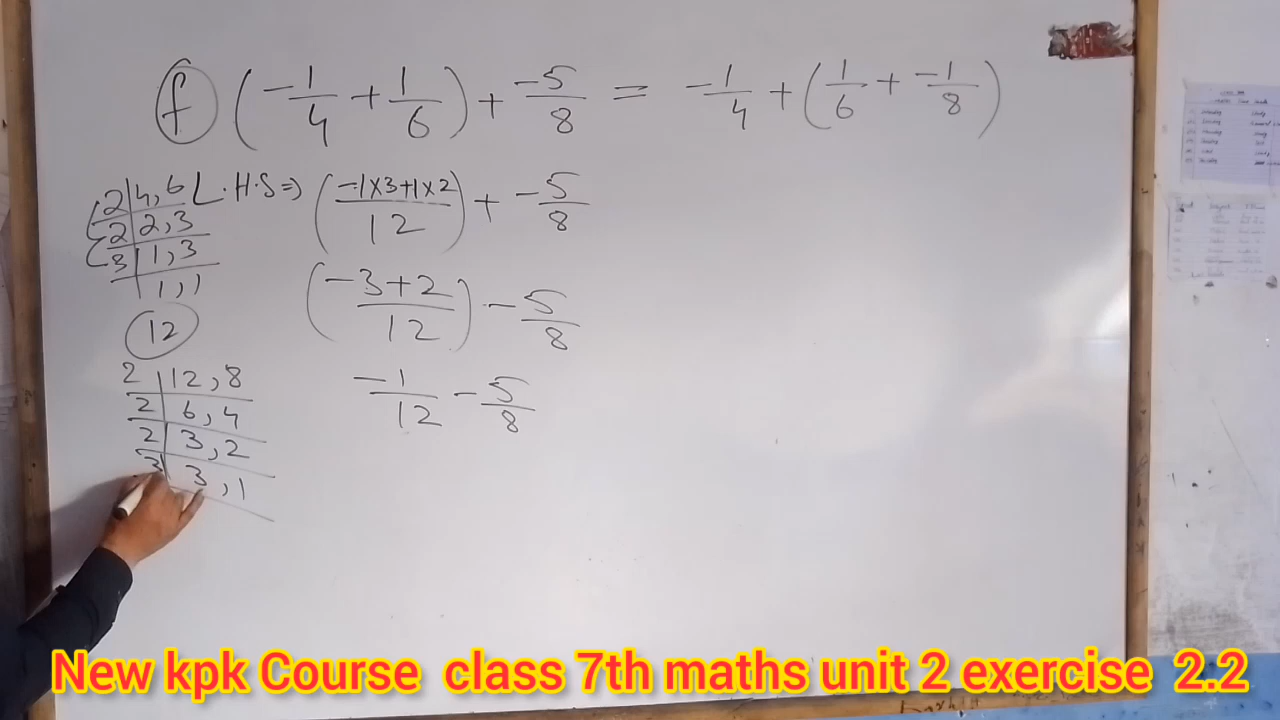 f (-1/4 + 1/6) + -5/8 = -1/4 + (1/6 + -1/8)
L.H.S ⇒ (-1×3+1×2/12) + -5/8
(-3+2/12) - 5/8
-1/12 - 5/8
2 | 4, 6
2 | 2, 3
3 | 1, 3
1, 1
12
2 | 12, 8
2 | 6, 4
2 | 3, 2
3 | 3, 1
New kpk Course class 7th maths unit 2 exercise 2.2